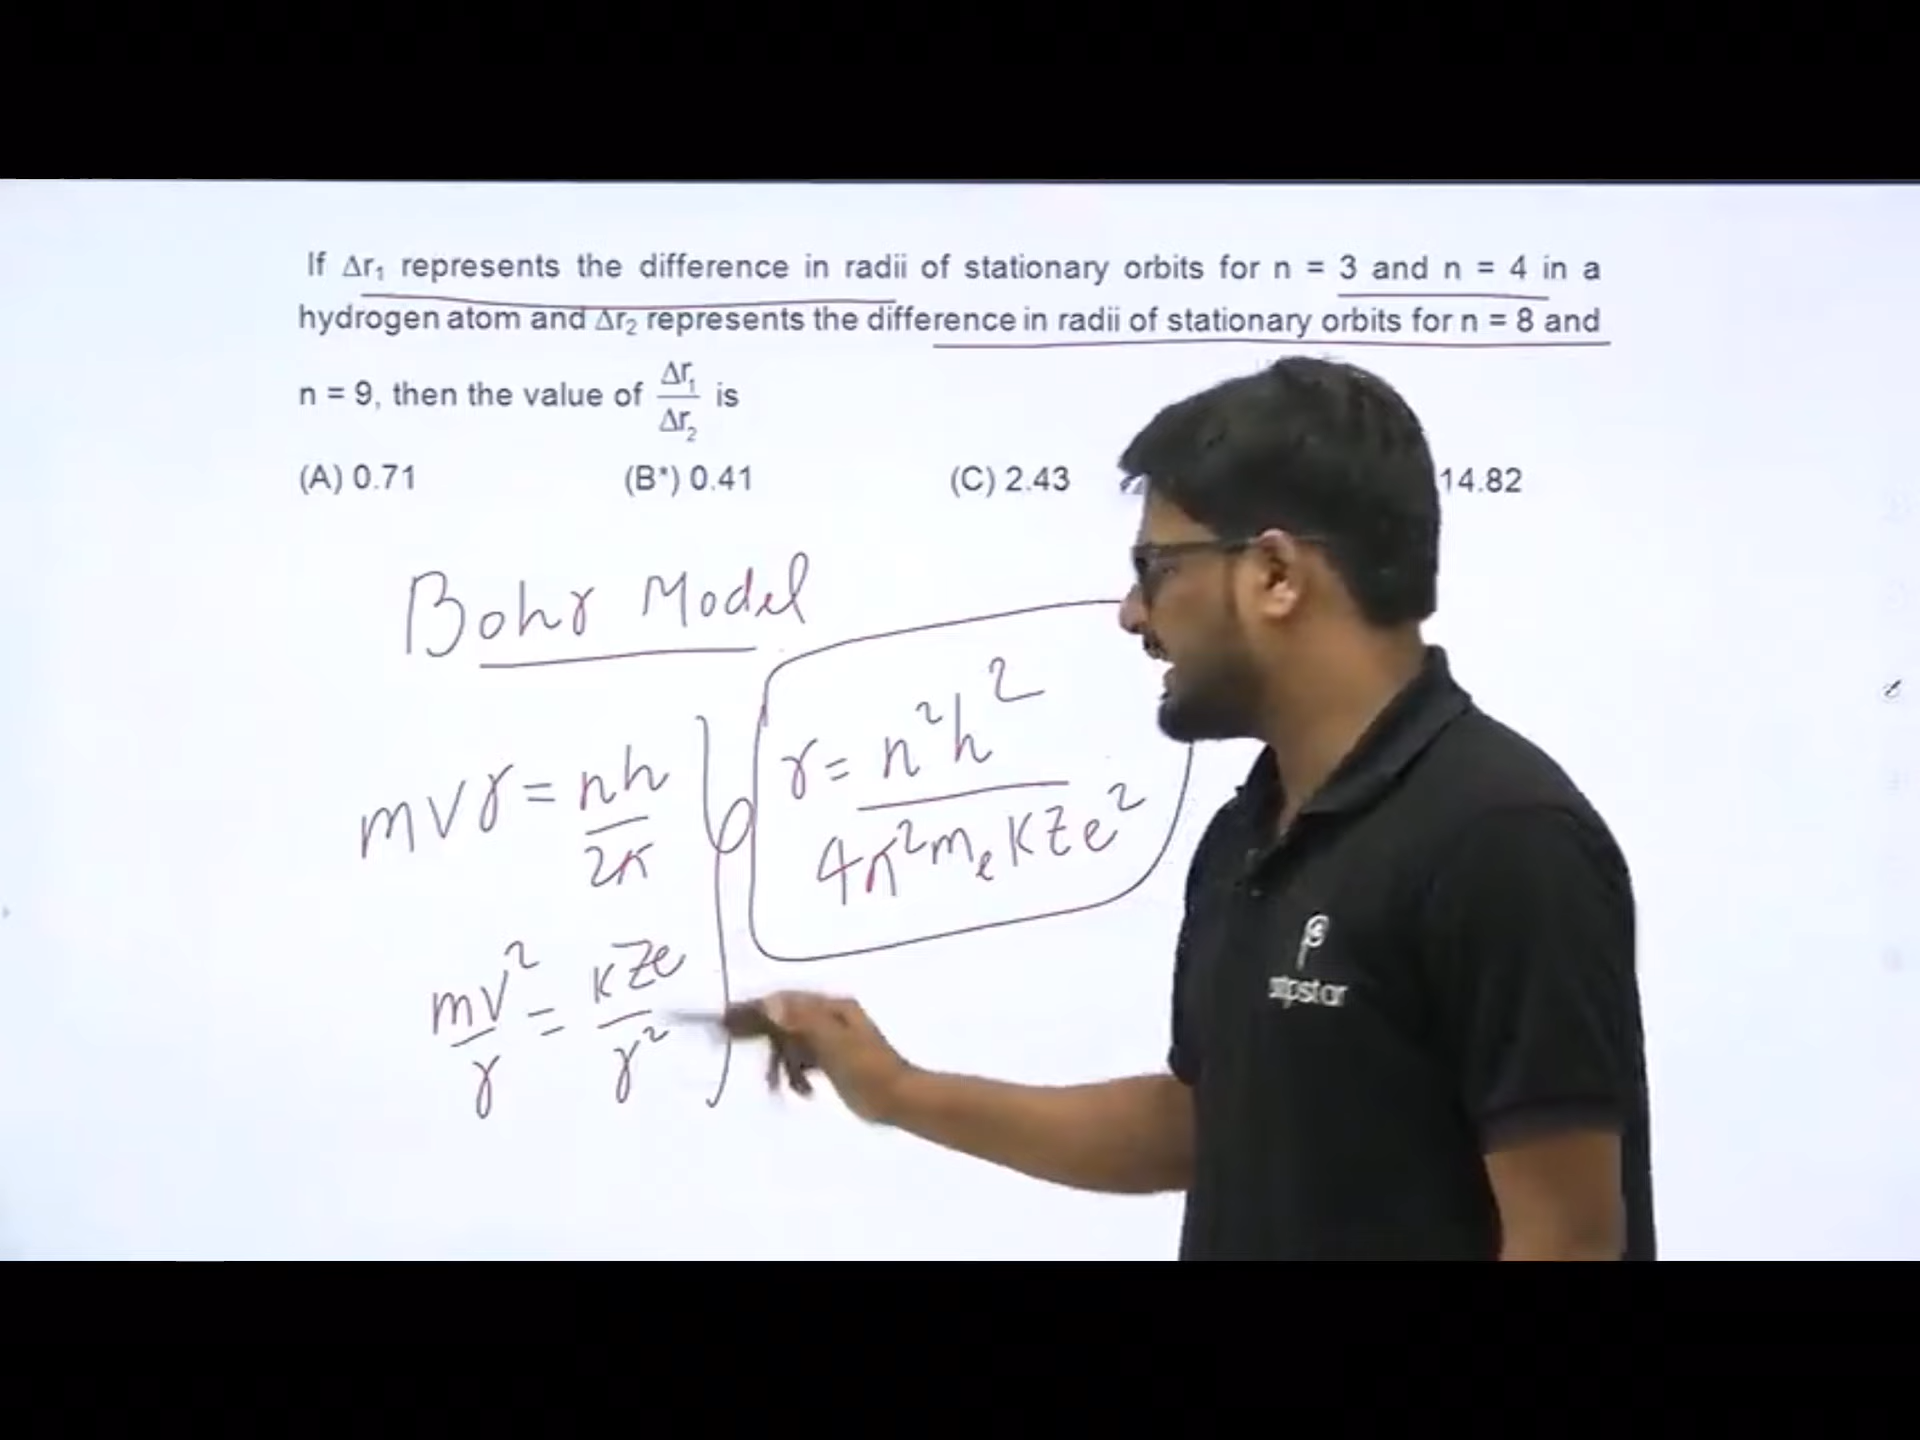 If Δr₁ represents the difference in radii of stationary orbits for n = 3 and n = 4 in a
hydrogen atom and Δr₂ represents the difference in radii of stationary orbits for n = 8 and
n = 9, then the value of Δr₁/Δr₂ is
(A) 0.71 (B*) 0.41 (C) 2.43 14.82
Bohr Model
mvr = nh/2π
r = n²h²/4π²mₑKZe²
mv²/r = KZe/r²